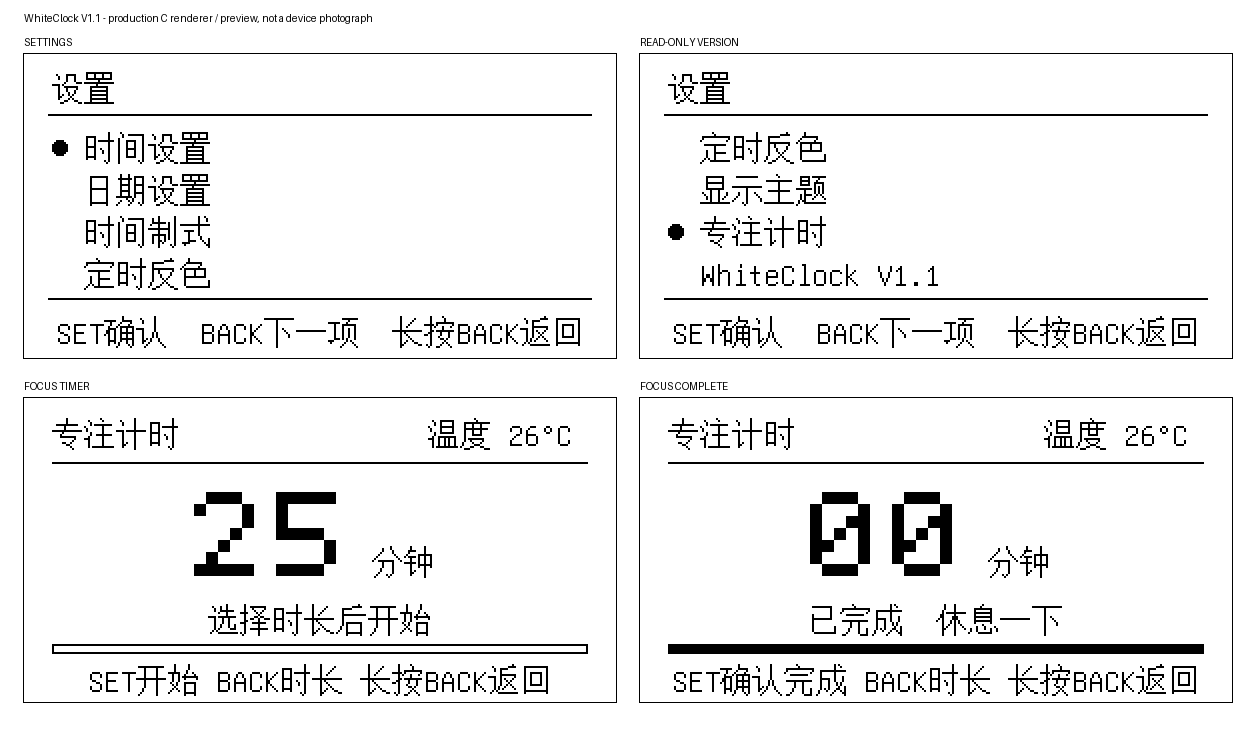 WhiteClock V1.1 - production C renderer / preview, not a device photograph
SETTINGS
设置
时间设置
日期设置
时间制式
定时反色
SET确认 BACK下一项 长按BACK返回
READ-ONLY VERSION
设置
定时反色
显示主题
专注计时
WhiteClock V1.1
SET确认 BACK下一项 长按BACK返回
FOCUS TIMER
专注计时 温度 26°C
25 分钟
选择时长后开始
SET开始 BACK时长 长按BACK返回
FOCUS COMPLETE
专注计时 温度 26°C
00 分钟
已完成 休息一下
SET确认完成 BACK时长 长按BACK返回